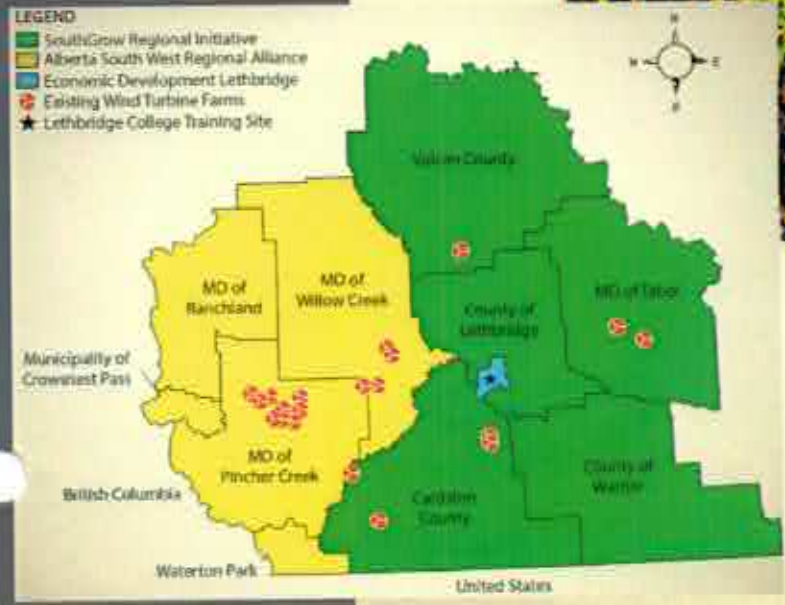 LEGEND
SouthGrow Regional Initiative
Alberta South West Regional Alliance
Economic Development Lethbridge
Existing Wind Turbine Farms
Lethbridge College Training Site
N
W
E
S
Vulcan County
MD of
Ranchland
MD of
Willow Creek
County of
Lethbridge
MD of Taber
Municipality of
Crowsnest Pass
MD of
Pincher Creek
British Columbia
Cardston
County
County of
Warner
Waterton Park
United States